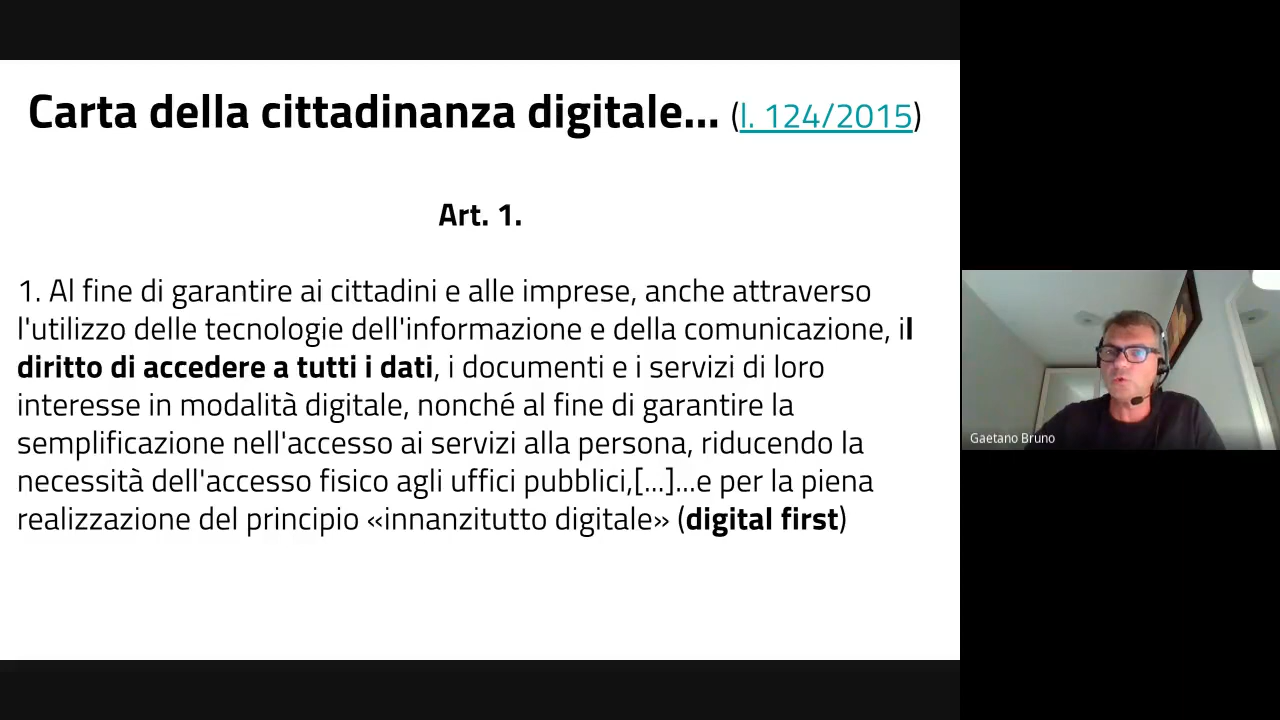 Carta della cittadinanza digitale... (l. 124/2015)
Art. 1.
1. Al fine di garantire ai cittadini e alle imprese, anche attraverso
l'utilizzo delle tecnologie dell'informazione e della comunicazione, il
diritto di accedere a tutti i dati, i documenti e i servizi di loro
interesse in modalità digitale, nonché al fine di garantire la
semplificazione nell'accesso ai servizi alla persona, riducendo la
necessità dell'accesso fisico agli uffici pubblici,[...]...e per la piena
realizzazione del principio «innanzitutto digitale» (digital first)
Gaetano Bruno